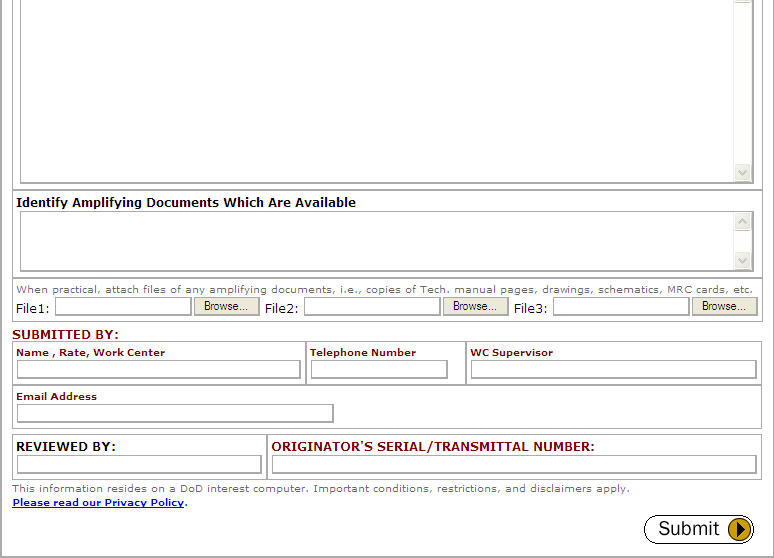 Identify Amplifying Documents Which Are Available
When practical, attach files of any amplifying documents, i.e., copies of Tech. manual pages, drawings, schematics, MRC cards, etc.
File1: Browse... File2: Browse... File3: Browse...
SUBMITTED BY:
Name , Rate, Work Center Telephone Number WC Supervisor
Email Address
REVIEWED BY: ORIGINATOR'S SERIAL/TRANSMITTAL NUMBER:
This information resides on a DoD interest computer. Important conditions, restrictions, and disclaimers apply.
Please read our Privacy Policy.
Submit